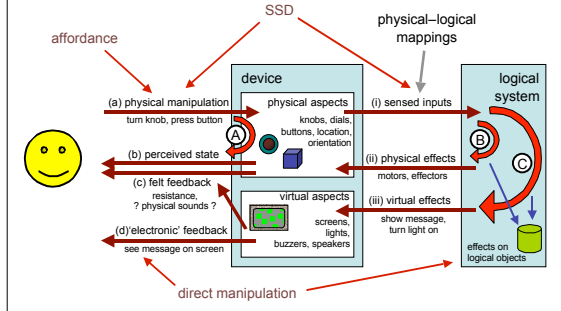 SSD
physical–logical
mappings
affordance
device
logical
system
(a) physical manipulation
turn knob, press button
physical aspects
knobs, dials,
buttons, location,
orientation
(i) sensed inputs
A
B
C
(b) perceived state
(ii) physical effects
motors, effectors
(c) felt feedback
resistance,
? physical sounds ?
virtual aspects
screens,
lights,
buzzers, speakers
(iii) virtual effects
show message,
turn light on
(d)‘electronic’ feedback
see message on screen
effects on
logical objects
direct manipulation